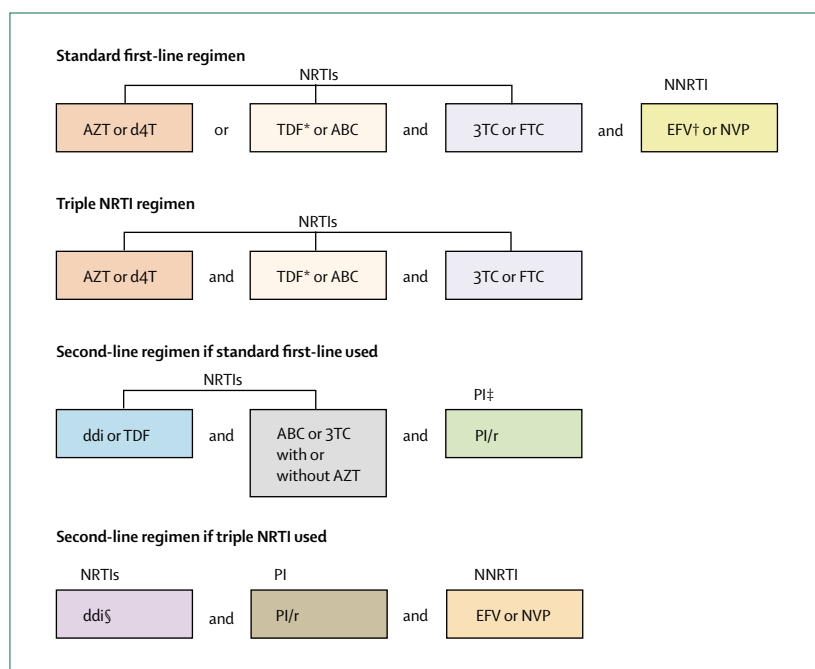 Standard first-line regimen
NRTIs
NNRTI
AZT or d4T or TDF* or ABC and 3TC or FTC and EFV† or NVP
Triple NRTI regimen
NRTIs
AZT or d4T and TDF* or ABC and 3TC or FTC
Second-line regimen if standard first-line used
NRTIs
PI‡
ddi or TDF and ABC or 3TC and PI/r
with or
without AZT
Second-line regimen if triple NRTI used
NRTIs PI NNRTI
ddi§ and PI/r and EFV or NVP